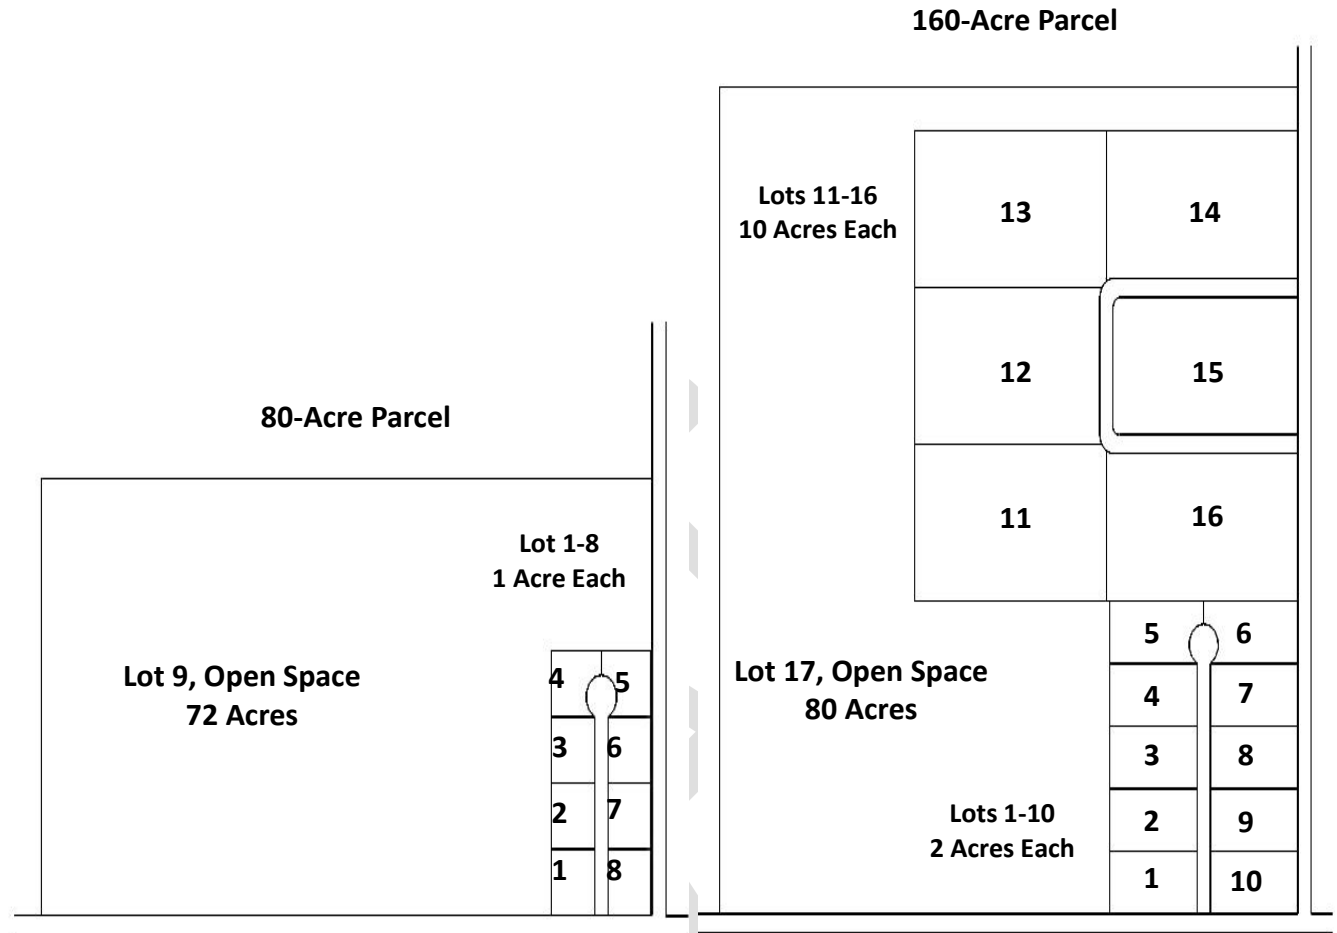 160-Acre Parcel
Lots 11-16
10 Acres Each
13
14
12
15
11
16
5
6
Lot 17, Open Space
80 Acres
4
7
3
8
Lots 1-10
2 Acres Each
2
9
1
10
80-Acre Parcel
Lot 1-8
1 Acre Each
Lot 9, Open Space
72 Acres
4
5
3
6
2
7
1
8